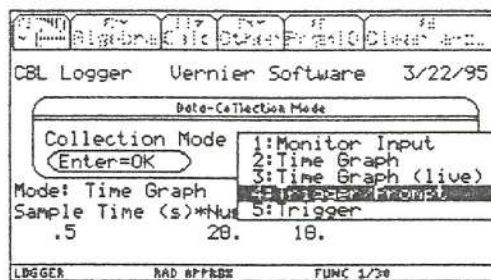 Algebra Calc Other PrgmIO Clear a-z…
CBL Logger Vernier Software 3/22/95
Data-Collection Mode
Collection Mode
Enter=OK
1:Monitor Input
2:Time Graph
3:Time Graph (live)
4:Trigger/Prompt
5:Trigger
Mode: Time Graph
Sample Time (s)*Nu
.5 20. 10.
LOGGER RAD APPROX FUNC 1/30